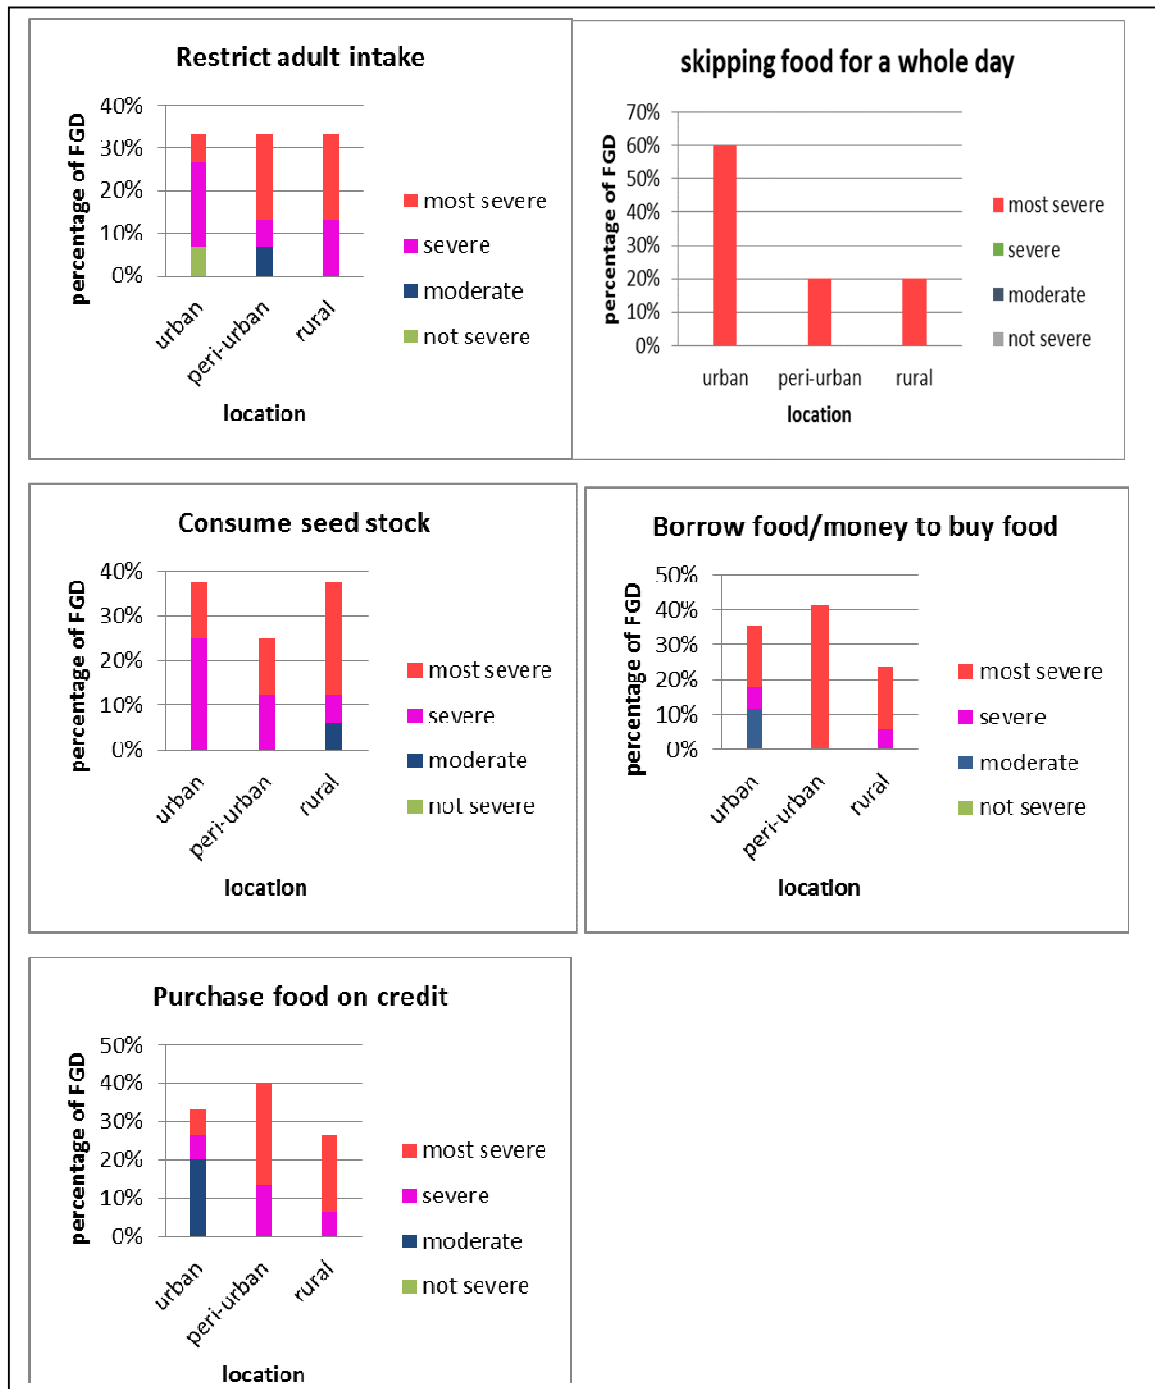 Restrict adult intake
percentage of FGD
40%
30%
20%
10%
0%
urban
peri-urban
rural
location
most severe
severe
moderate
not severe
skipping food for a whole day
percentage of FGD
70%
60%
50%
40%
30%
20%
10%
0%
urban
peri-urban
rural
location
most severe
severe
moderate
not severe
Consume seed stock
percentage of FGD
40%
30%
20%
10%
0%
urban
peri-urban
rural
location
most severe
severe
moderate
not severe
Borrow food/money to buy food
percentage of FGD
50%
40%
30%
20%
10%
0%
urban
peri-urban
rural
location
most severe
severe
moderate
not severe
Purchase food on credit
percentage of FGD
50%
40%
30%
20%
10%
0%
urban
peri-urban
rural
location
most severe
severe
moderate
not severe